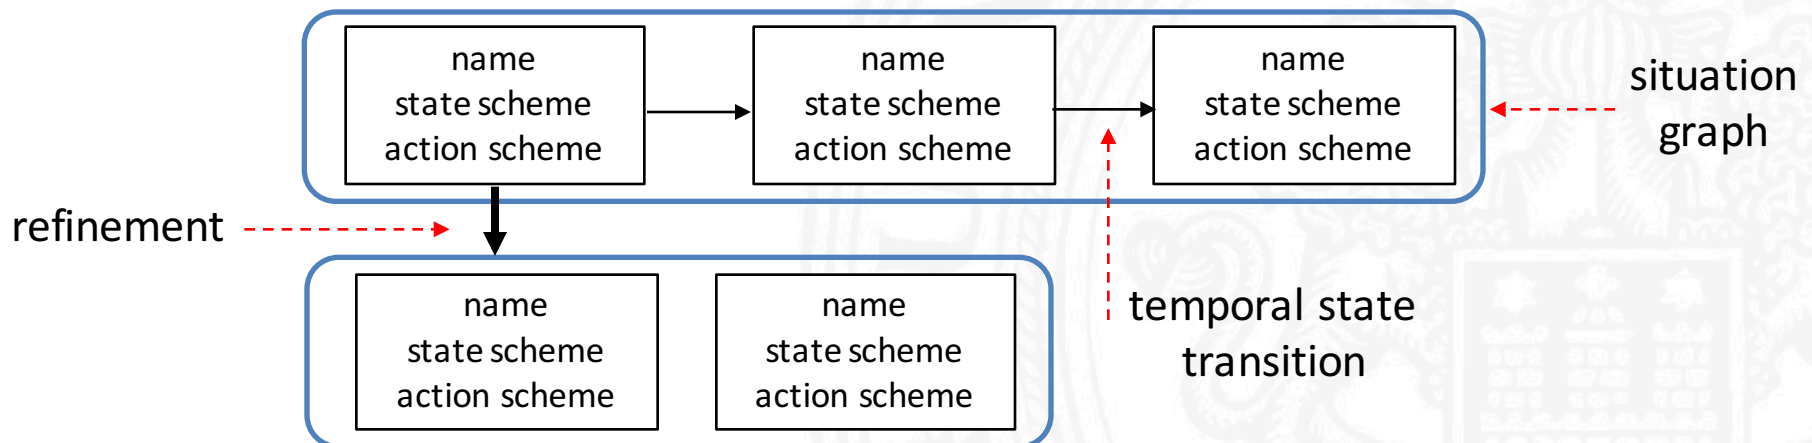 name
state scheme
action scheme
name
state scheme
action scheme
name
state scheme
action scheme
situation
graph
refinement
name
state scheme
action scheme
name
state scheme
action scheme
temporal state
transition